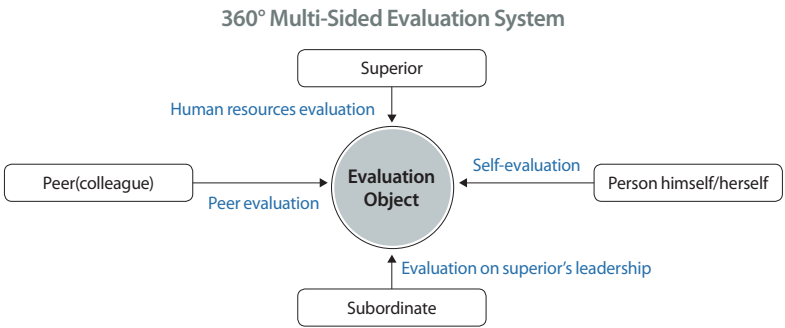 360° Multi-Sided Evaluation System
Superior
Human resources evaluation
Peer(colleague)
Peer evaluation
Evaluation
Object
Self-evaluation
Person himself/herself
Evaluation on superior’s leadership
Subordinate